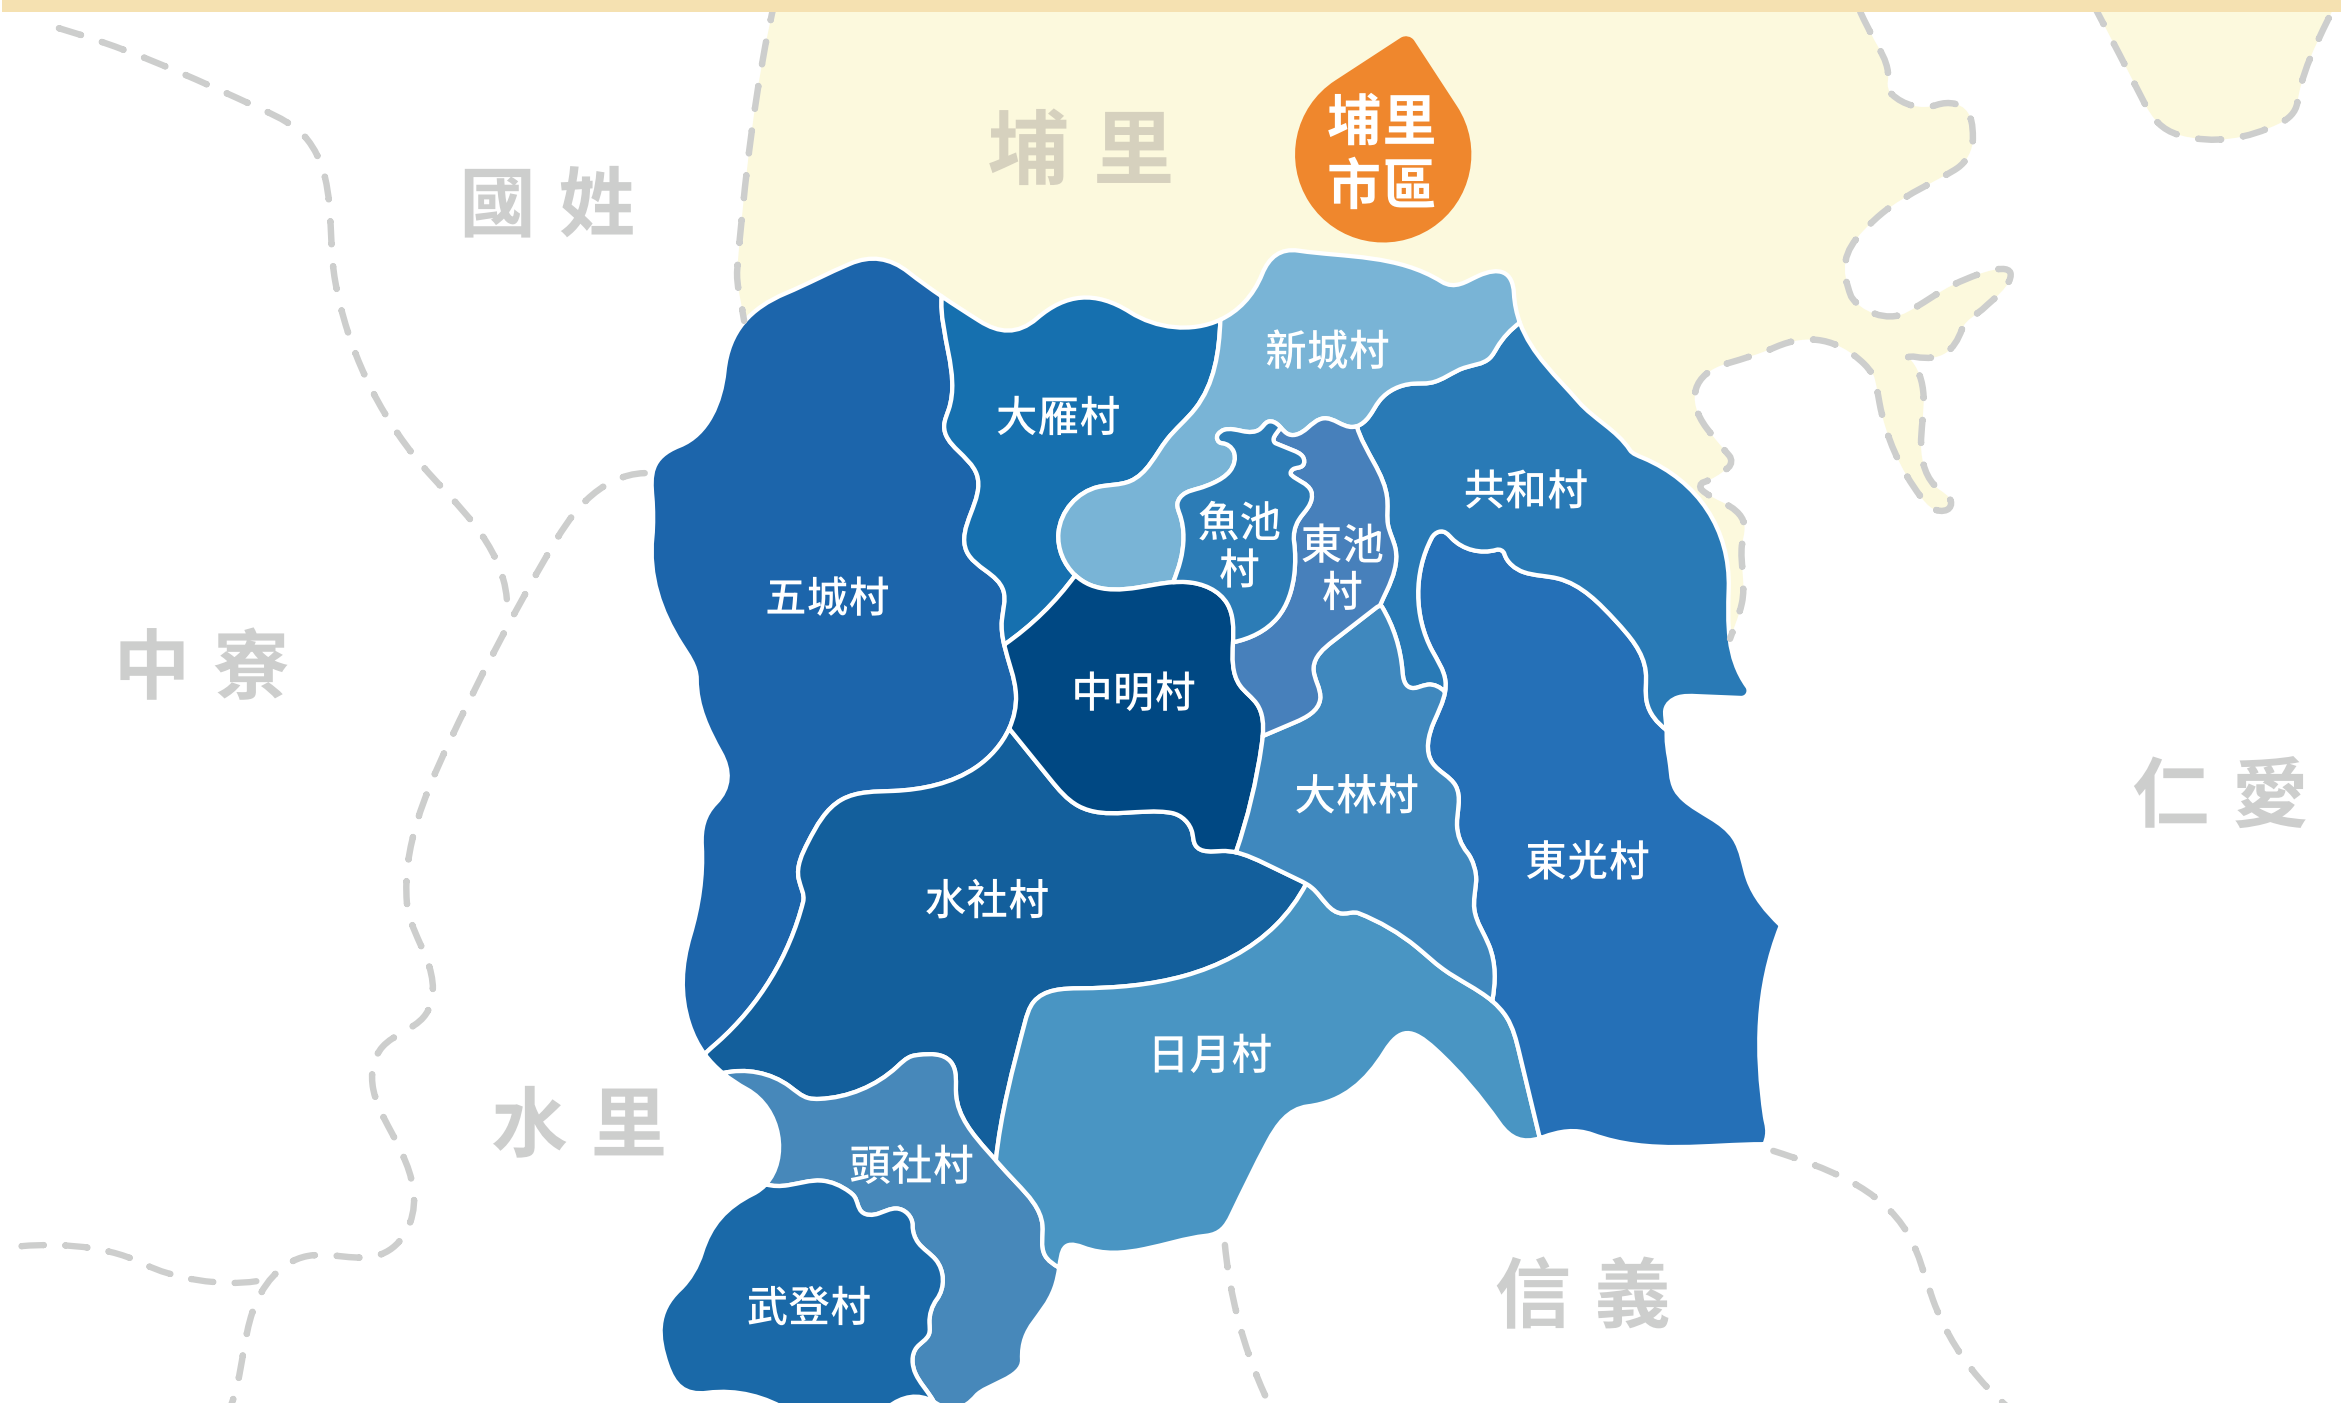 埔里
市區
埔里
國姓
新城村
大雁村
共和村
魚池
村
東池
村
五城村
中寮
中明村
大林村
仁愛
東光村
水社村
日月村
水里
頭社村
信義
武登村